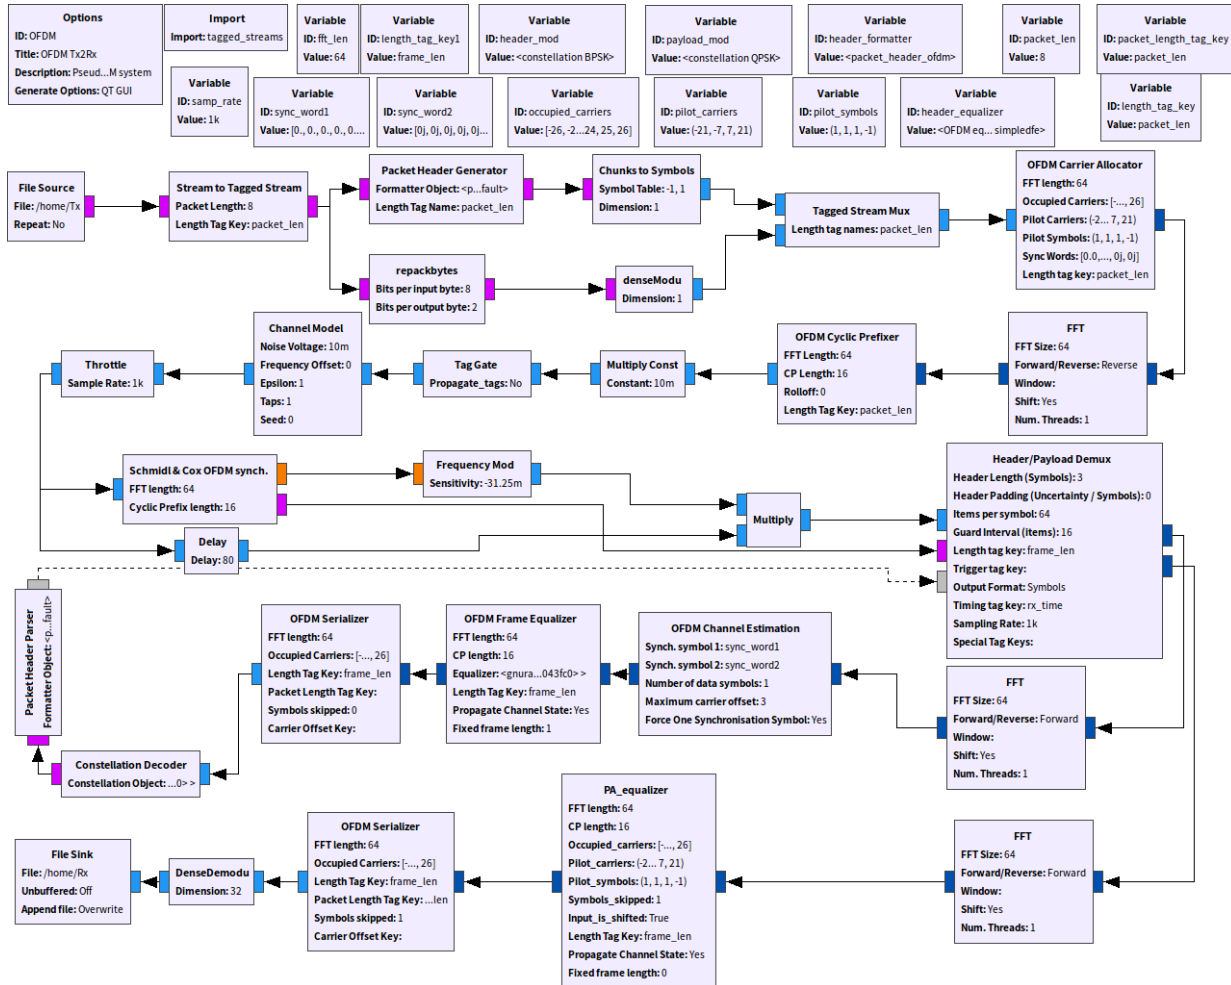 Options
ID: OFDM
Title: OFDM Tx2Rx
Description: Pseud...M system
Generate Options: QT GUI
Import
Import: tagged_streams
Variable
ID: fft_len
Value: 64
Variable
ID: length_tag_key1
Value: frame_len
Variable
ID: header_mod
Value: <constellation BPSK>
Variable
ID: payload_mod
Value: <constellation QPSK>
Variable
ID: header_formatter
Value: <packet_header_ofdm>
Variable
ID: packet_len
Value: 8
Variable
ID: packet_length_tag_key
Value: packet_len
Variable
ID: samp_rate
Value: 1k
Variable
ID: sync_word1
Value: [0., 0., 0., 0., 0....
Variable
ID: sync_word2
Value: [0j, 0j, 0j, 0j, 0j...
Variable
ID: occupied_carriers
Value: [-26, -2...24, 25, 26]
Variable
ID: pilot_carriers
Value: (-21, -7, 7, 21)
Variable
ID: pilot_symbols
Value: (1, 1, 1, -1)
Variable
ID: header_equalizer
Value: <OFDM eq... simpledfe>
Variable
ID: length_tag_key
Value: packet_len
File Source
File: /home/Tx
Repeat: No
Stream to Tagged Stream
Packet Length: 8
Length Tag Key: packet_len
Packet Header Generator
Formatter Object: <p...fault>
Length Tag Name: packet_len
Chunks to Symbols
Symbol Table: -1, 1
Dimension: 1
repackbytes
Bits per input byte: 8
Bits per output byte: 2
denseModu
Dimension: 1
Tagged Stream Mux
Length tag names: packet_len
OFDM Carrier Allocator
FFT length: 64
Occupied Carriers: [-..., 26]
Pilot Carriers: (-2... 7, 21)
Pilot Symbols: (1, 1, 1, -1)
Sync Words: [0.0,..., 0j, 0j]
Length tag key: packet_len
Throttle
Sample Rate: 1k
Channel Model
Noise Voltage: 10m
Frequency Offset: 0
Epsilon: 1
Taps: 1
Seed: 0
Tag Gate
Propagate_tags: No
Multiply Const
Constant: 10m
OFDM Cyclic Prefixer
FFT Length: 64
CP Length: 16
Rolloff: 0
Length Tag Key: packet_len
FFT
FFT Size: 64
Forward/Reverse: Reverse
Window:
Shift: Yes
Num. Threads: 1
Schmidl & Cox OFDM synch.
FFT length: 64
Cyclic Prefix length: 16
Frequency Mod
Sensitivity: -31.25m
Delay
Delay: 80
Multiply
Header/Payload Demux
Header Length (Symbols): 3
Header Padding (Uncertainty / Symbols): 0
Items per symbol: 64
Guard Interval (items): 16
Length tag key: frame_len
Trigger tag key:
Output Format: Symbols
Timing tag key: rx_time
Sampling Rate: 1k
Special Tag Keys:
Packet Header Parser
Formatter Object: <p...fault>
OFDM Serializer
FFT length: 64
Occupied Carriers: [-..., 26]
Length Tag Key: frame_len
Packet Length Tag Key:
Symbols skipped: 0
Carrier Offset Key:
OFDM Frame Equalizer
FFT length: 64
CP length: 16
Equalizer: <gnura...043fc0> >
Length Tag Key: frame_len
Propagate Channel State: Yes
Fixed frame length: 1
OFDM Channel Estimation
Synch. symbol 1: sync_word1
Synch. symbol 2: sync_word2
Number of data symbols: 1
Maximum carrier offset: 3
Force One Synchronisation Symbol: Yes
FFT
FFT Size: 64
Forward/Reverse: Forward
Window:
Shift: Yes
Num. Threads: 1
Constellation Decoder
Constellation Object: ...0> >
File Sink
File: /home/Rx
Unbuffered: Off
Append file: Overwrite
DenseDemodu
Dimension: 32
OFDM Serializer
FFT length: 64
Occupied Carriers: [-..., 26]
Length Tag Key: frame_len
Packet Length Tag Key: ...len
Symbols skipped: 1
Carrier Offset Key:
PA_equalizer
FFT length: 64
CP length: 16
Occupied_carriers: [-..., 26]
Pilot_carriers: (-2... 7, 21)
Pilot_symbols: (1, 1, 1, -1)
Symbols_skipped: 1
Input_is_shifted: True
Length Tag Key: frame_len
Propagate Channel State: Yes
Fixed frame length: 0
FFT
FFT Size: 64
Forward/Reverse: Forward
Window:
Shift: Yes
Num. Threads: 1